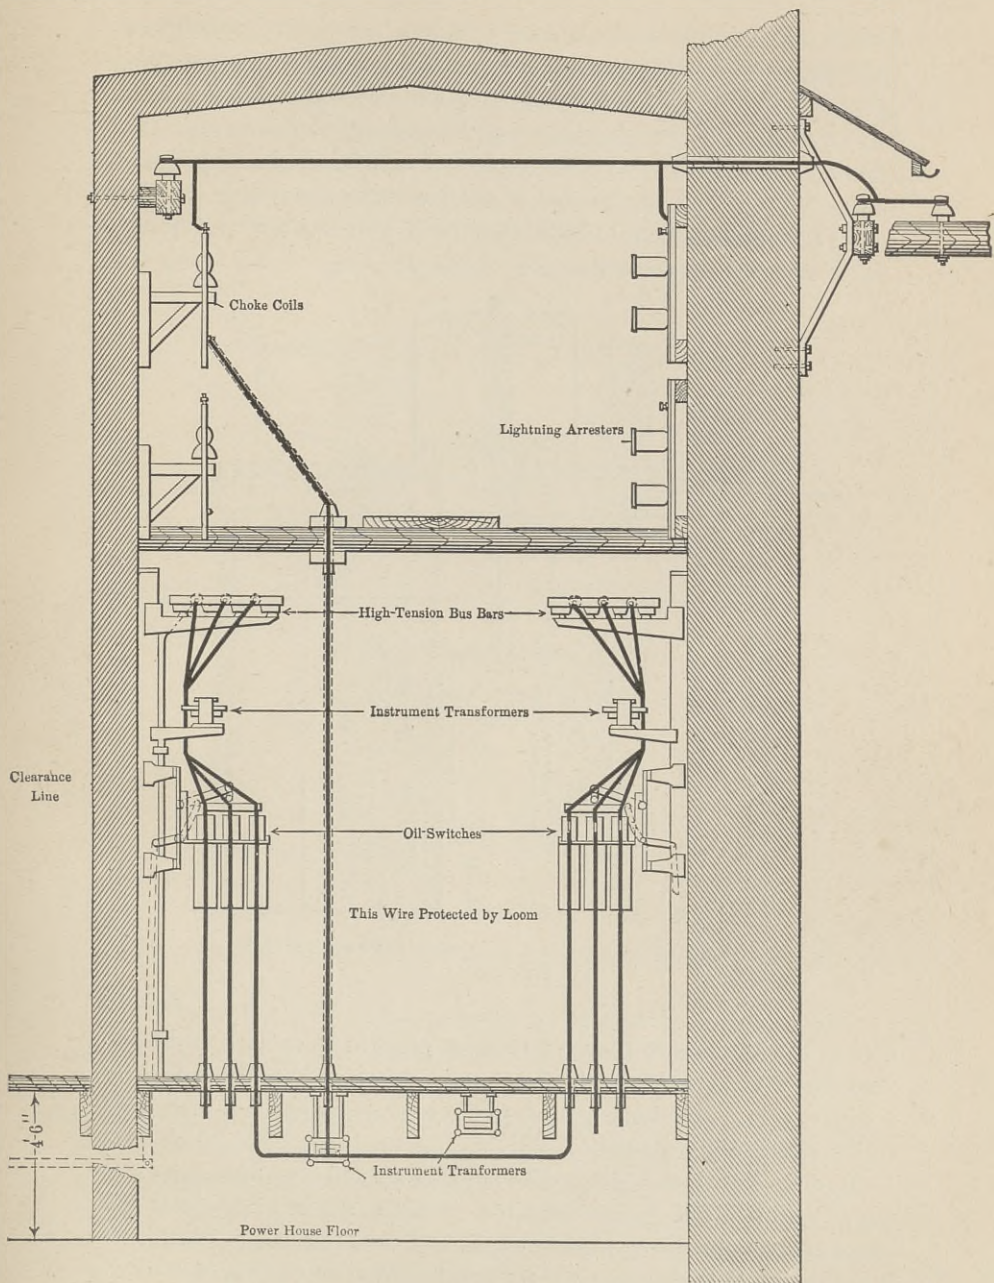 Choke Coils
Lightning Arresters
High-Tension Bus Bars
Instrument Transformers
Clearance
Line
Oil-Switches
This Wire Protected by Loom
4'-6"
Instrument Tranformers
Power House Floor